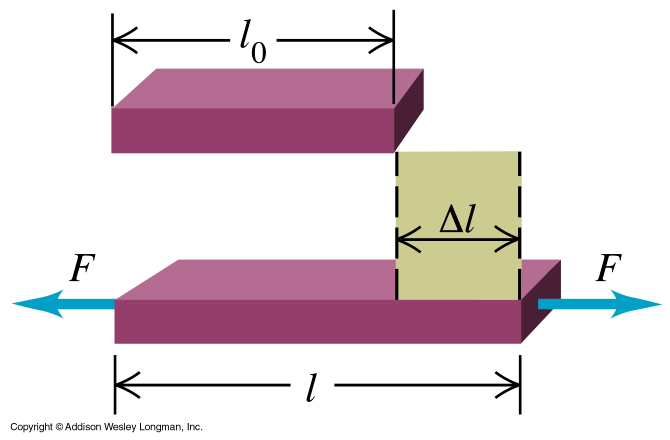 l₀
Δl
F
F
l
Copyright © Addison Wesley Longman, Inc.